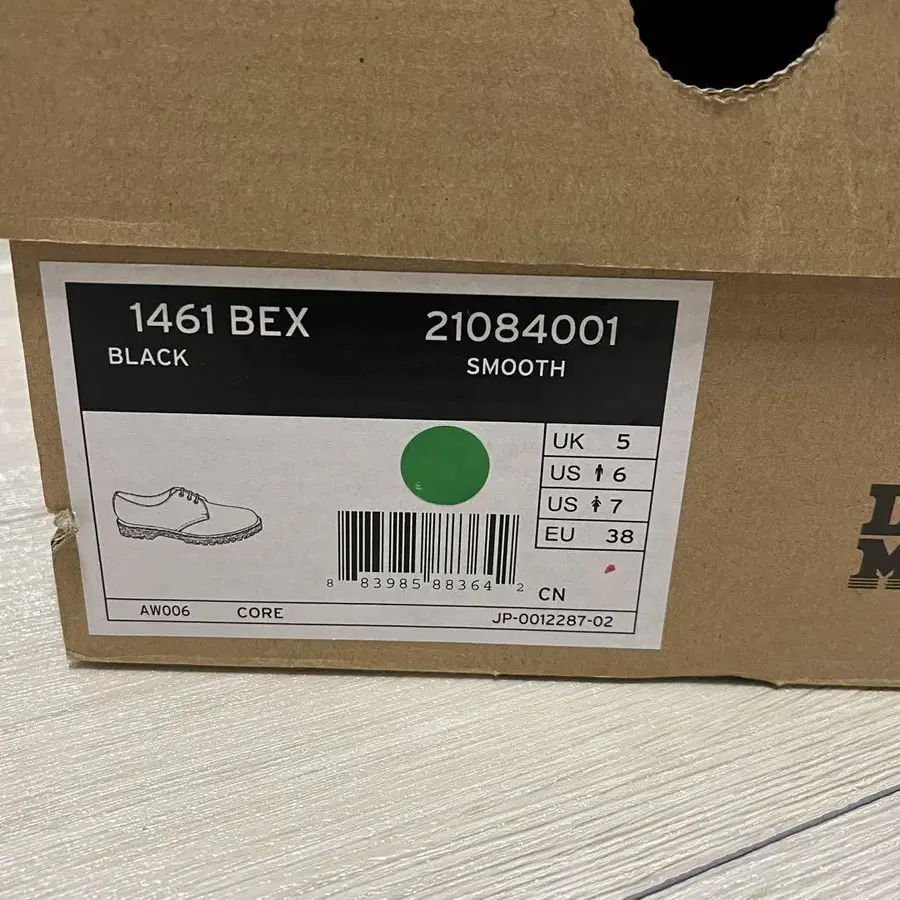 1461 BEX 21084001
BLACK SMOOTH
UK 5
US 6
US 7
EU 38
8 83985 88364 2
CN
AW006 CORE JP-0012287-02